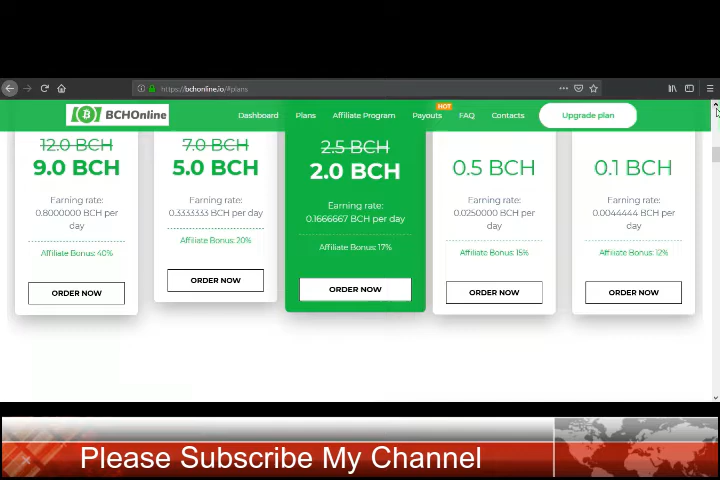 https://bchonline.io/#plans
BCHOnline
Dashboard
Plans
Affiliate Program
Payouts
HOT
FAQ
Contacts
Upgrade plan
12.0 BCH
9.0 BCH
Earning rate:
0.8000000 BCH per
day
Affiliate Bonus: 40%
ORDER NOW
7.0 BCH
5.0 BCH
Earning rate:
0.3333333 BCH per day
Affiliate Bonus: 20%
ORDER NOW
2.5 BCH
2.0 BCH
Earning rate:
0.1666667 BCH per day
Affiliate Bonus: 17%
ORDER NOW
0.5 BCH
Earning rate:
0.0250000 BCH per
day
Affiliate Bonus: 15%
ORDER NOW
0.1 BCH
Earning rate:
0.0044444 BCH per
day
Affiliate Bonus: 12%
ORDER NOW
Please Subscribe My Channel